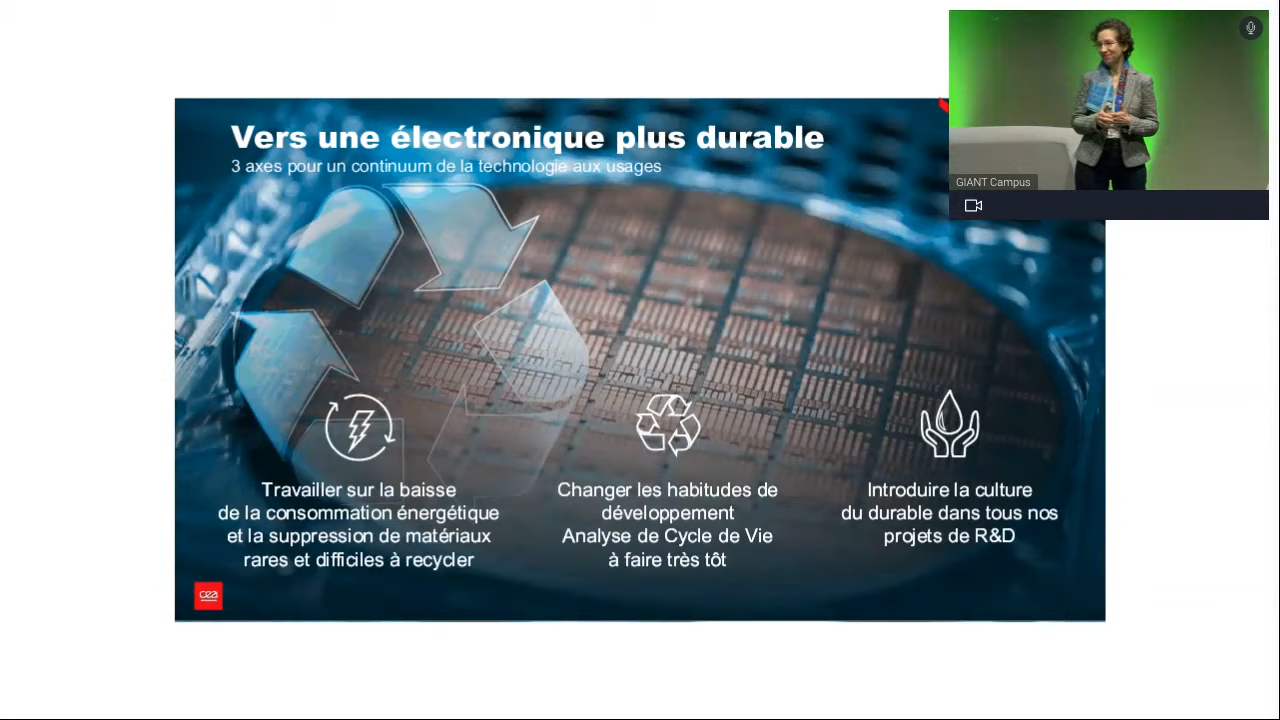 Vers une électronique plus durable
3 axes pour un continuum de la technologie aux usages
GIANT Campus
Travailler sur la baisse
de la consommation énergétique
et la suppression de matériaux
rares et difficiles à recycler
Changer les habitudes de
développement
Analyse de Cycle de Vie
à faire très tôt
Introduire la culture
du durable dans tous nos
projets de R&D
cea